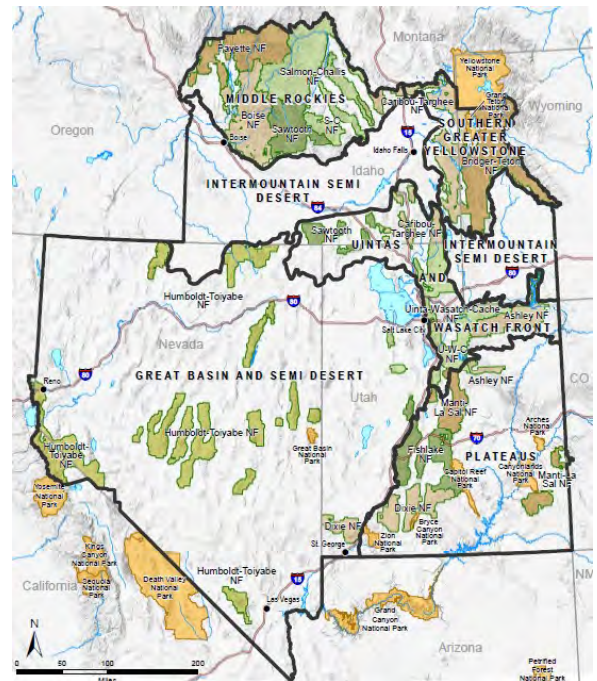 Montana
Yellowstone
National
Park
Payette NF
Salmon-Challis
NF
MIDDLE ROCKIES
Caribou-Targhee
NF
Grand
Teton
National
Park
Wyoming
Oregon
Boise
NF
S-C
NF
Sawtooth
NF
Boise
15
SOUTHERN
GREATER
YELLOWSTONE
Idaho Falls
Bridger-Teton
NF
Idaho
INTERMOUNTAIN SEMI
DESERT
84
Sawtooth
NF
Caribou-
Targhee NF
UINTAS
INTERMOUNTAIN
SEMI DESERT
AND
80
Humboldt-Toiyabe
NF
80
Uinta-Wasatch-Cache
NF
Ashley NF
Salt Lake City
WASATCH FRONT
Nevada
U-W-C
NF
Ashley NF
CO
80
Reno
GREAT BASIN AND SEMI DESERT
Utah
Manti-
La Sal NF
Arches
National
Park
Humboldt-Toiyabe NF
70
Great Basin
National
Park
Fishlake
NF
PLATEAUS
Canyonlands
National
Park
Humboldt-
Toiyabe
NF
Capitol Reef
National
Park
Manti-La
Sal NF
Yosemite
National
Park
Dixie NF
Dixie NF
Bryce
Canyon
National
Park
Zion
National
Park
St. George
Kings
Canyon
National
Park
Sequoia
National
Park
California
Death Valley
National
Park
Humboldt-Toiyabe
NF
15
Las Vegas
NM
Grand
Canyon
National Park
Arizona
N
0 50 100 200
Miles
Petrified
Forest
National Park